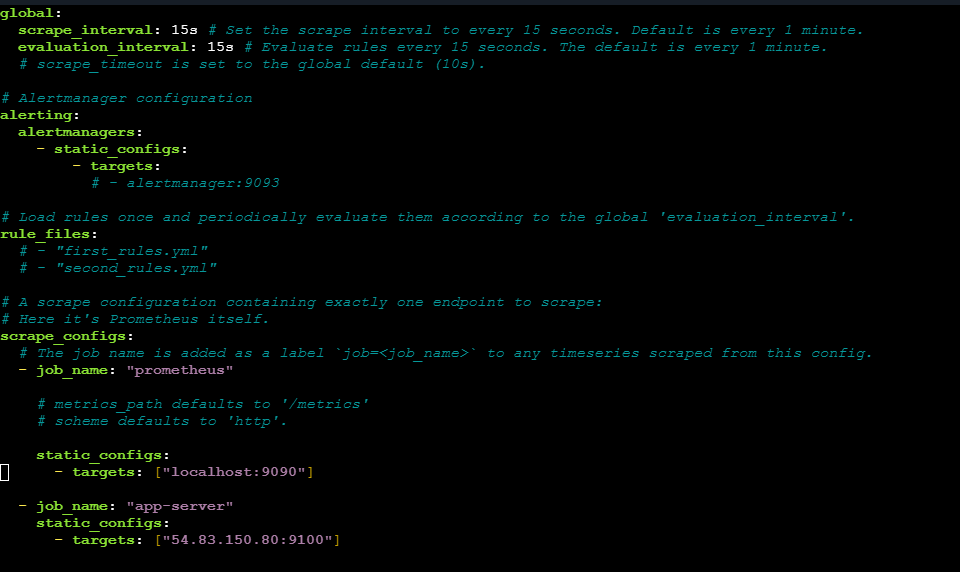 global:
  scrape_interval: 15s # Set the scrape interval to every 15 seconds. Default is every 1 minute.
  evaluation_interval: 15s # Evaluate rules every 15 seconds. The default is every 1 minute.
  # scrape_timeout is set to the global default (10s).

# Alertmanager configuration
alerting:
  alertmanagers:
    - static_configs:
        - targets:
          # - alertmanager:9093

# Load rules once and periodically evaluate them according to the global 'evaluation_interval'.
rule_files:
  # - "first_rules.yml"
  # - "second_rules.yml"

# A scrape configuration containing exactly one endpoint to scrape:
# Here it's Prometheus itself.
scrape_configs:
  # The job name is added as a label `job=<job_name>` to any timeseries scraped from this config.
  - job_name: "prometheus"

    # metrics_path defaults to '/metrics'
    # scheme defaults to 'http'.

    static_configs:
      - targets: ["localhost:9090"]

  - job_name: "app-server"
    static_configs:
      - targets: ["54.83.150.80:9100"]